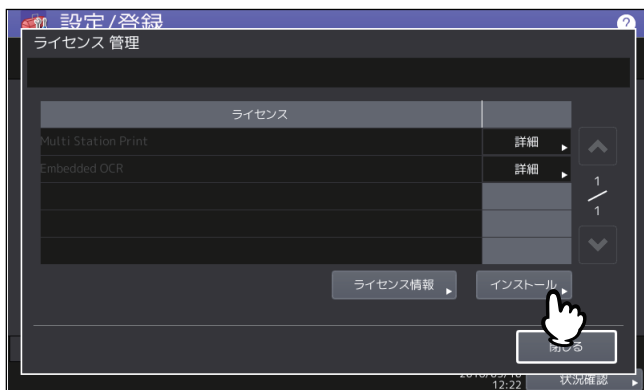 設定/登録
?
ライセンス 管理
ライセンス
Multi Station Print 詳細
Embedded OCR 詳細
1
1
ライセンス情報 インストール
閉じる
12:22 状況確認